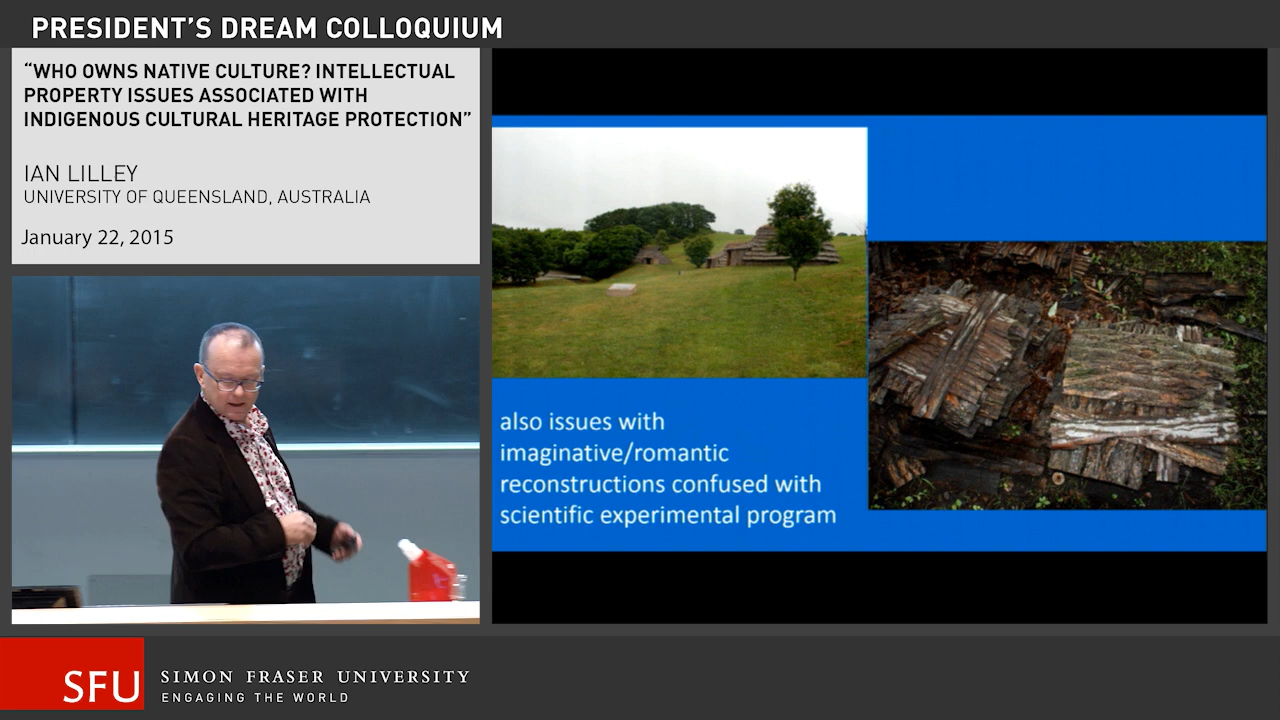 PRESIDENT'S DREAM COLLOQUIUM
“WHO OWNS NATIVE CULTURE? INTELLECTUAL
PROPERTY ISSUES ASSOCIATED WITH
INDIGENOUS CULTURAL HERITAGE PROTECTION”
IAN LILLEY
UNIVERSITY OF QUEENSLAND, AUSTRALIA
January 22, 2015
also issues with
imaginative/romantic
reconstructions confused with
scientific experimental program
SFU
SIMON FRASER UNIVERSITY
ENGAGING THE WORLD